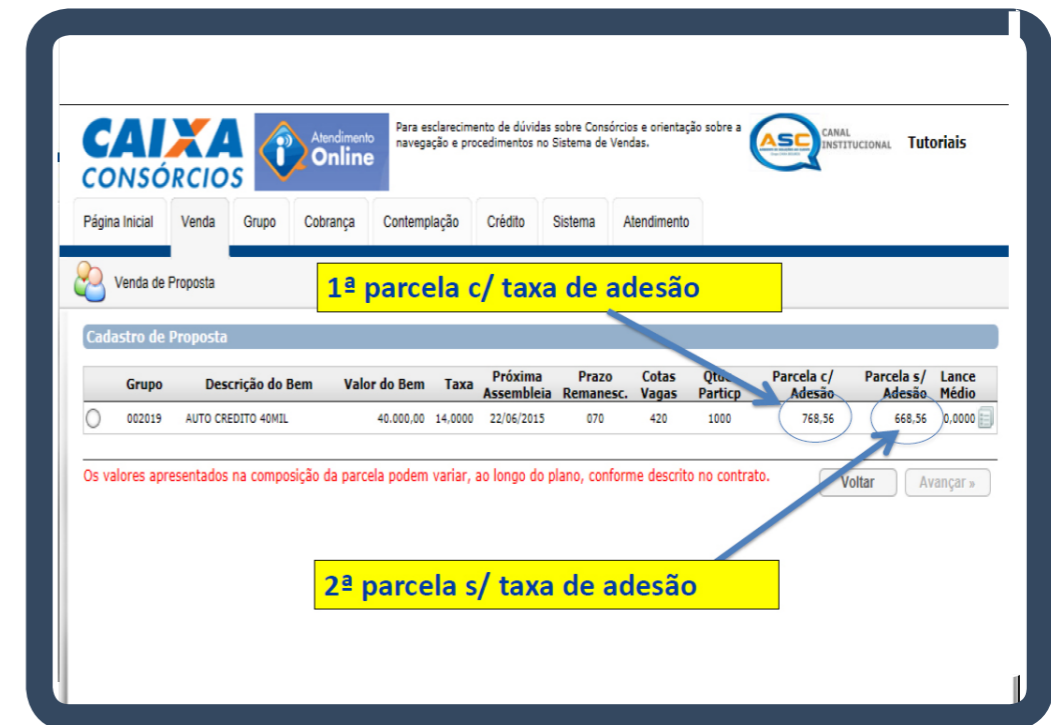 CAIXA
CONSÓRCIOS
Atendimento
Online
Para esclarecimento de dúvidas sobre Consórcios e orientação sobre a
navegação e procedimentos no Sistema de Vendas.
ASC
CANAL
INSTITUCIONAL
Tutoriais
Página Inicial Venda Grupo Cobrança Contemplação Crédito Sistema Atendimento
Venda de Proposta
1ª parcela c/ taxa de adesão
Cadastro de Proposta
Grupo Descrição do Bem Valor do Bem Taxa Próxima Assembleia Prazo Remanesc. Cotas Vagas Particp Parcela c/ Adesão Parcela s/ Adesão Lance Médio
002019 AUTO CREDITO 40MIL 40.000,00 14,0000 22/06/2015 070 420 1000 768,56 668,56 0,0000
Os valores apresentados na composição da parcela podem variar, ao longo do plano, conforme descrito no contrato.
Voltar Avançar »
2ª parcela s/ taxa de adesão